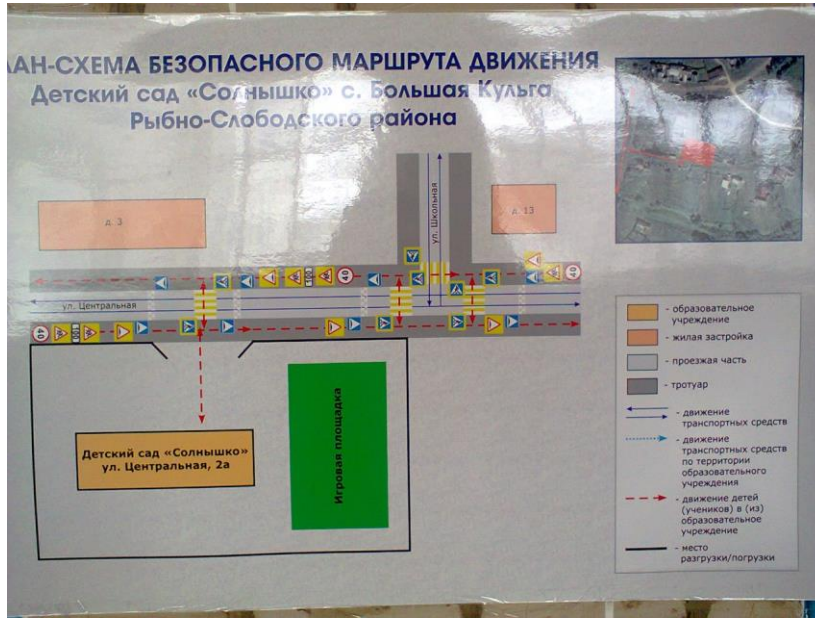 ЛАН-СХЕМА БЕЗОПАСНОГО МАРШРУТА ДВИЖЕНИЯ
Детский сад «Солнышко» с. Большая Кульга
Рыбно-Слободского района
д. 3
ул. Школьная
д. 13
40
40
ул. Центральная
40
Детский сад «Солнышко»
ул. Центральная, 2а
Игровая площадка
- образовательное
учреждение
- жилая застройка
- проезжая часть
- тротуар
- движение
транспортных средств
- движение
транспортных средств
по территории
образовательного
учреждения
- движение детей
(учеников) в (из)
образовательное
учреждение
- место
разгрузки/погрузки